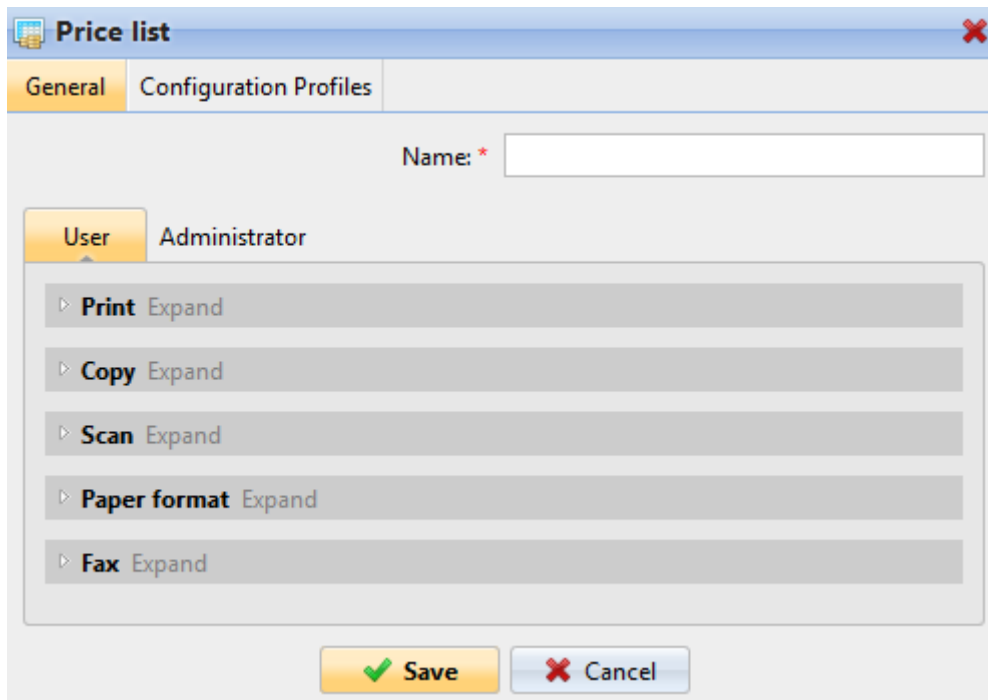 Price list
General Configuration Profiles
Name: *
User Administrator
Print Expand
Copy Expand
Scan Expand
Paper format Expand
Fax Expand
Save Cancel